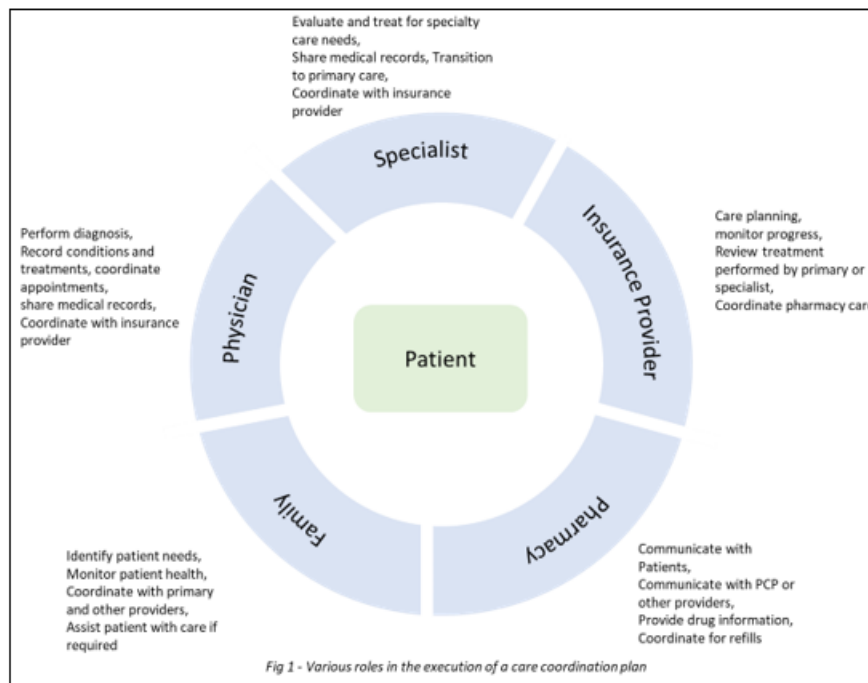 Evaluate and treat for specialty
care needs,
Share medical records, Transition
to primary care,
Coordinate with insurance
provider
Specialist
Perform diagnosis,
Record conditions and
treatments, coordinate
appointments,
share medical records,
Coordinate with insurance
provider
Physician
Insurance Provider
Care planning,
monitor progress,
Review treatment
performed by primary or
specialist,
Coordinate pharmacy care
Patient
Family
Pharmacy
Identify patient needs,
Monitor patient health,
Coordinate with primary
and other providers,
Assist patient with care if
required
Communicate with
Patients,
Communicate with PCP or
other providers,
Provide drug information,
Coordinate for refills
Fig 1 - Various roles in the execution of a care coordination plan